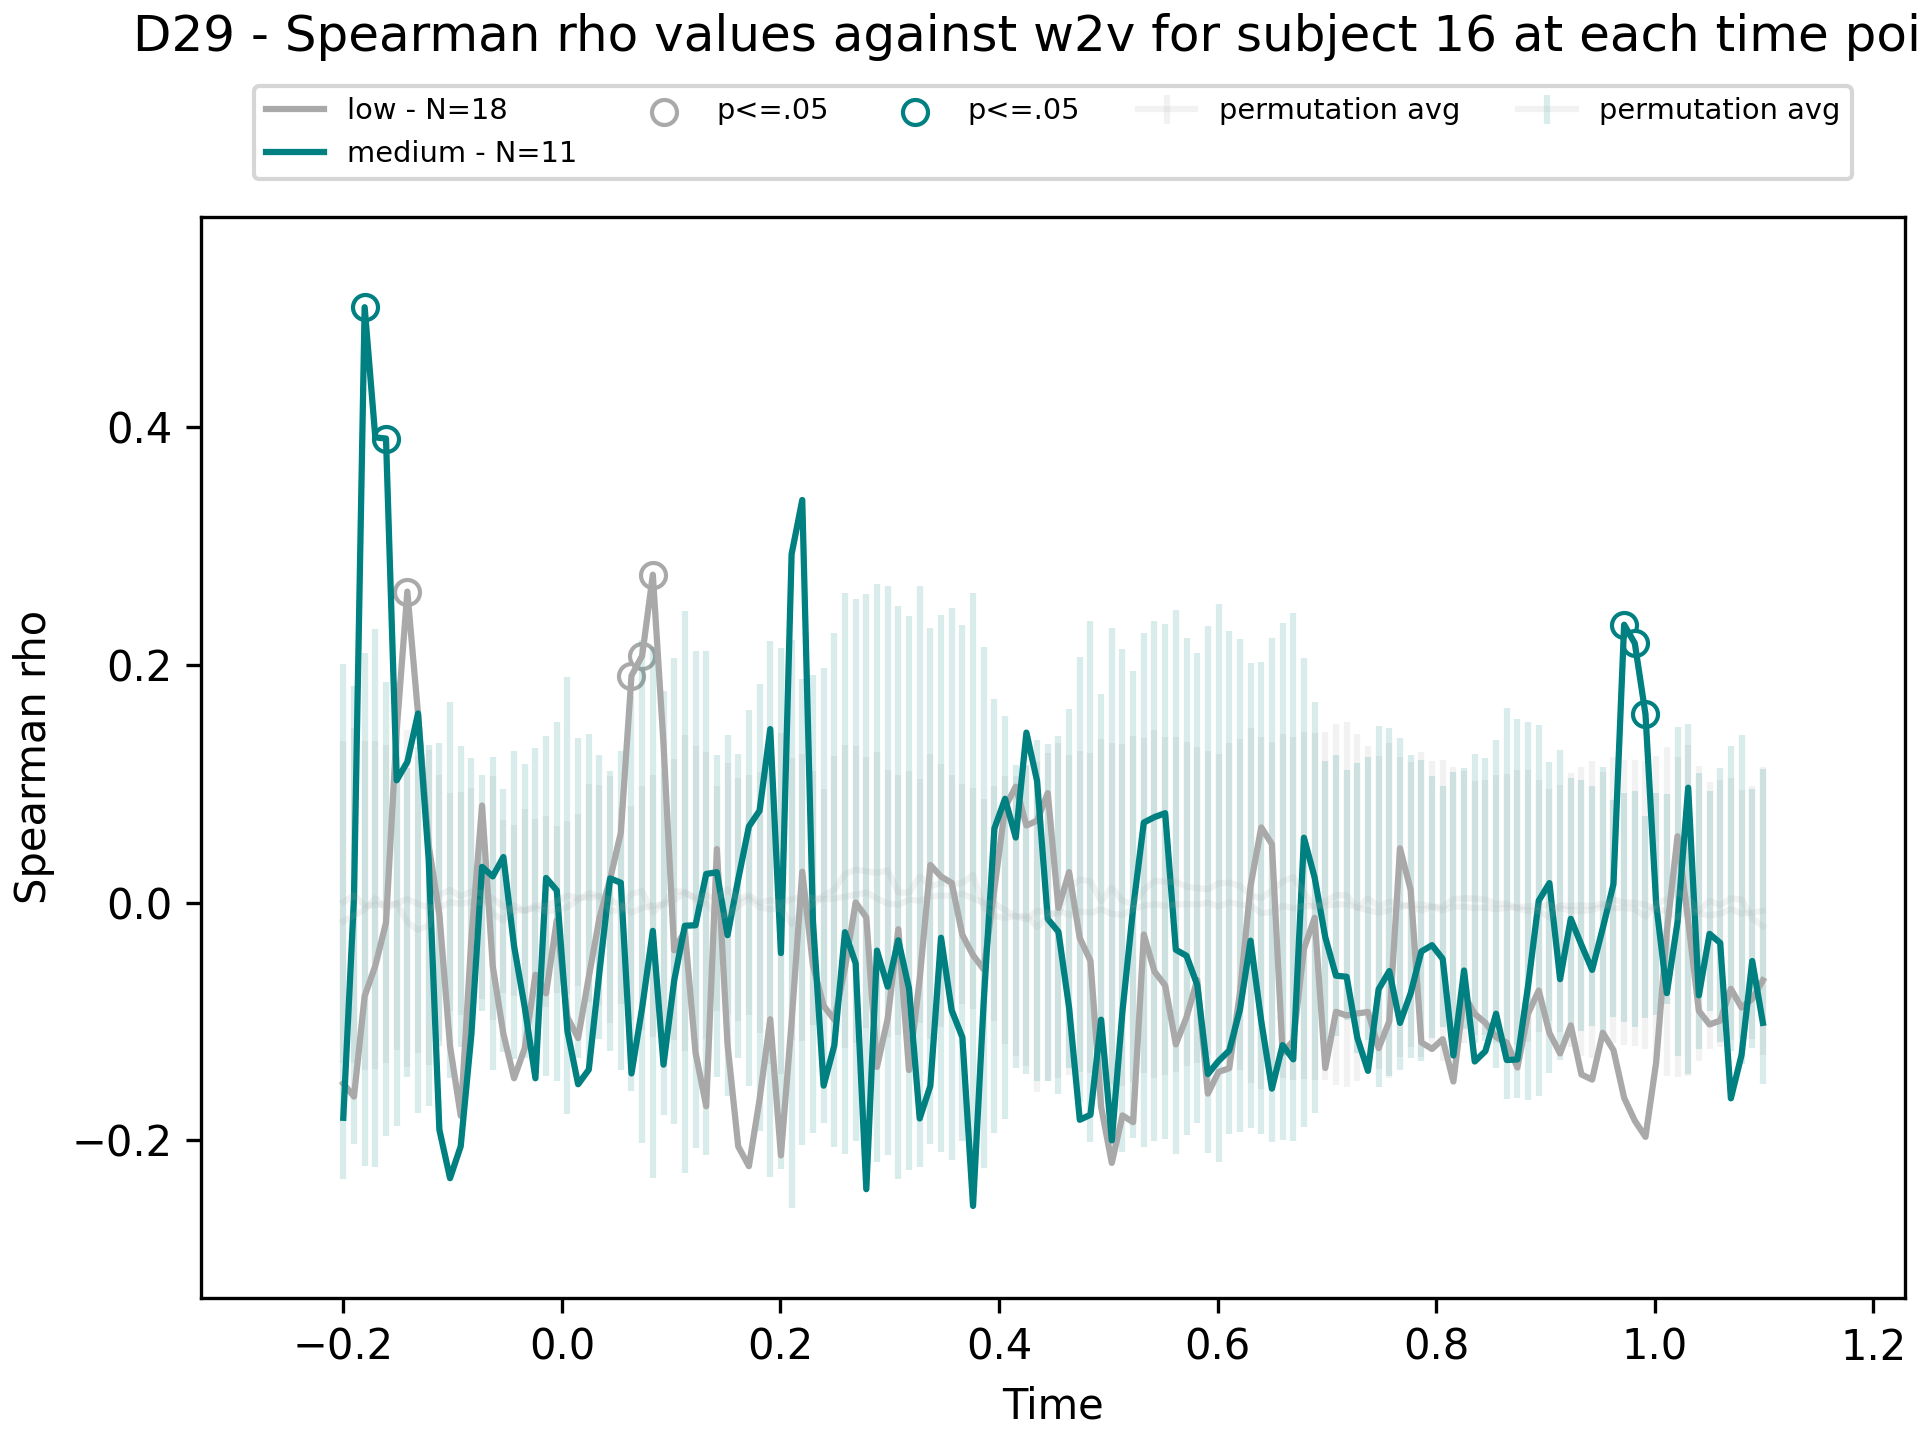 D29 - Spearman rho values against w2v for subject 16 at each time poi
low - N=18
medium - N=11
p<=.05
p<=.05
permutation avg
permutation avg
Spearman rho
0.4
0.2
0.0
−0.2
−0.2 0.0 0.2 0.4 0.6 0.8 1.0 1.2
Time